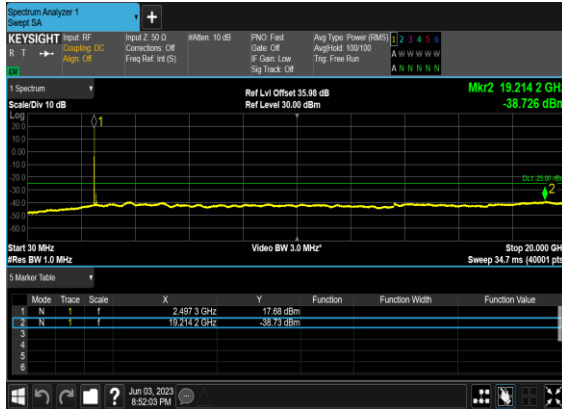 Spectrum Analyzer 1
Swept SA
+
KEYSIGHT
R T
LU
Input: RF
Coupling: DC
Align: Off
Input Z: 50 Ω
Corrections: Off
Freq Ref: Int (S)
#Atten: 10 dB
PNO: Fast
Gate: Off
IF Gain: Low
Sig Track: Off
Avg Type: Power (RMS)
Avg|Hold: 100/100
Trig: Free Run
1 2 3 4 5 6
A W W W W W
A N N N N N
1 Spectrum
Scale/Div 10 dB
Ref Lvl Offset 35.98 dB
Ref Level 30.00 dBm
Mkr2 19.214 2 GHz
-38.726 dBm
Log
20.0
10.0
0.00
-10.0
-20.0
-30.0
-40.0
-50.0
-60.0
1
2
Start 30 MHz
#Res BW 1.0 MHz
Video BW 3.0 MHz*
Stop 20.000 GH
Sweep 34.7 ms (40001 pts
5 Marker Table
Mode Trace Scale X Y Function Function Width Function Value
1 N 1 f 2.497 3 GHz 17.68 dBm
2 N 1 f 19.214 2 GHz -38.73 dBm
3
4
5
6
?
Jun 03, 2023
8:52:03 PM